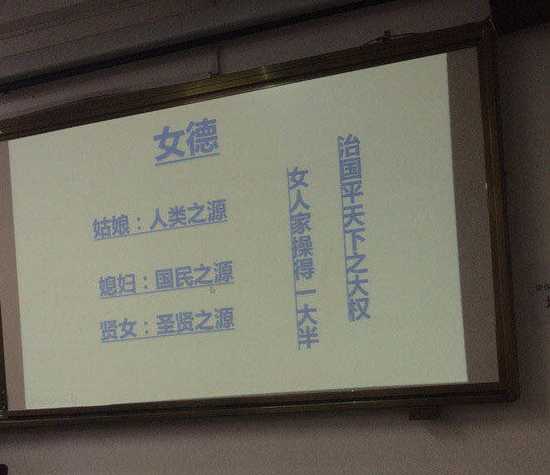 女德
姑娘：人类之源
媳妇：国民之源
贤女：圣贤之源
治国平天下之大权
女人家操得一大半